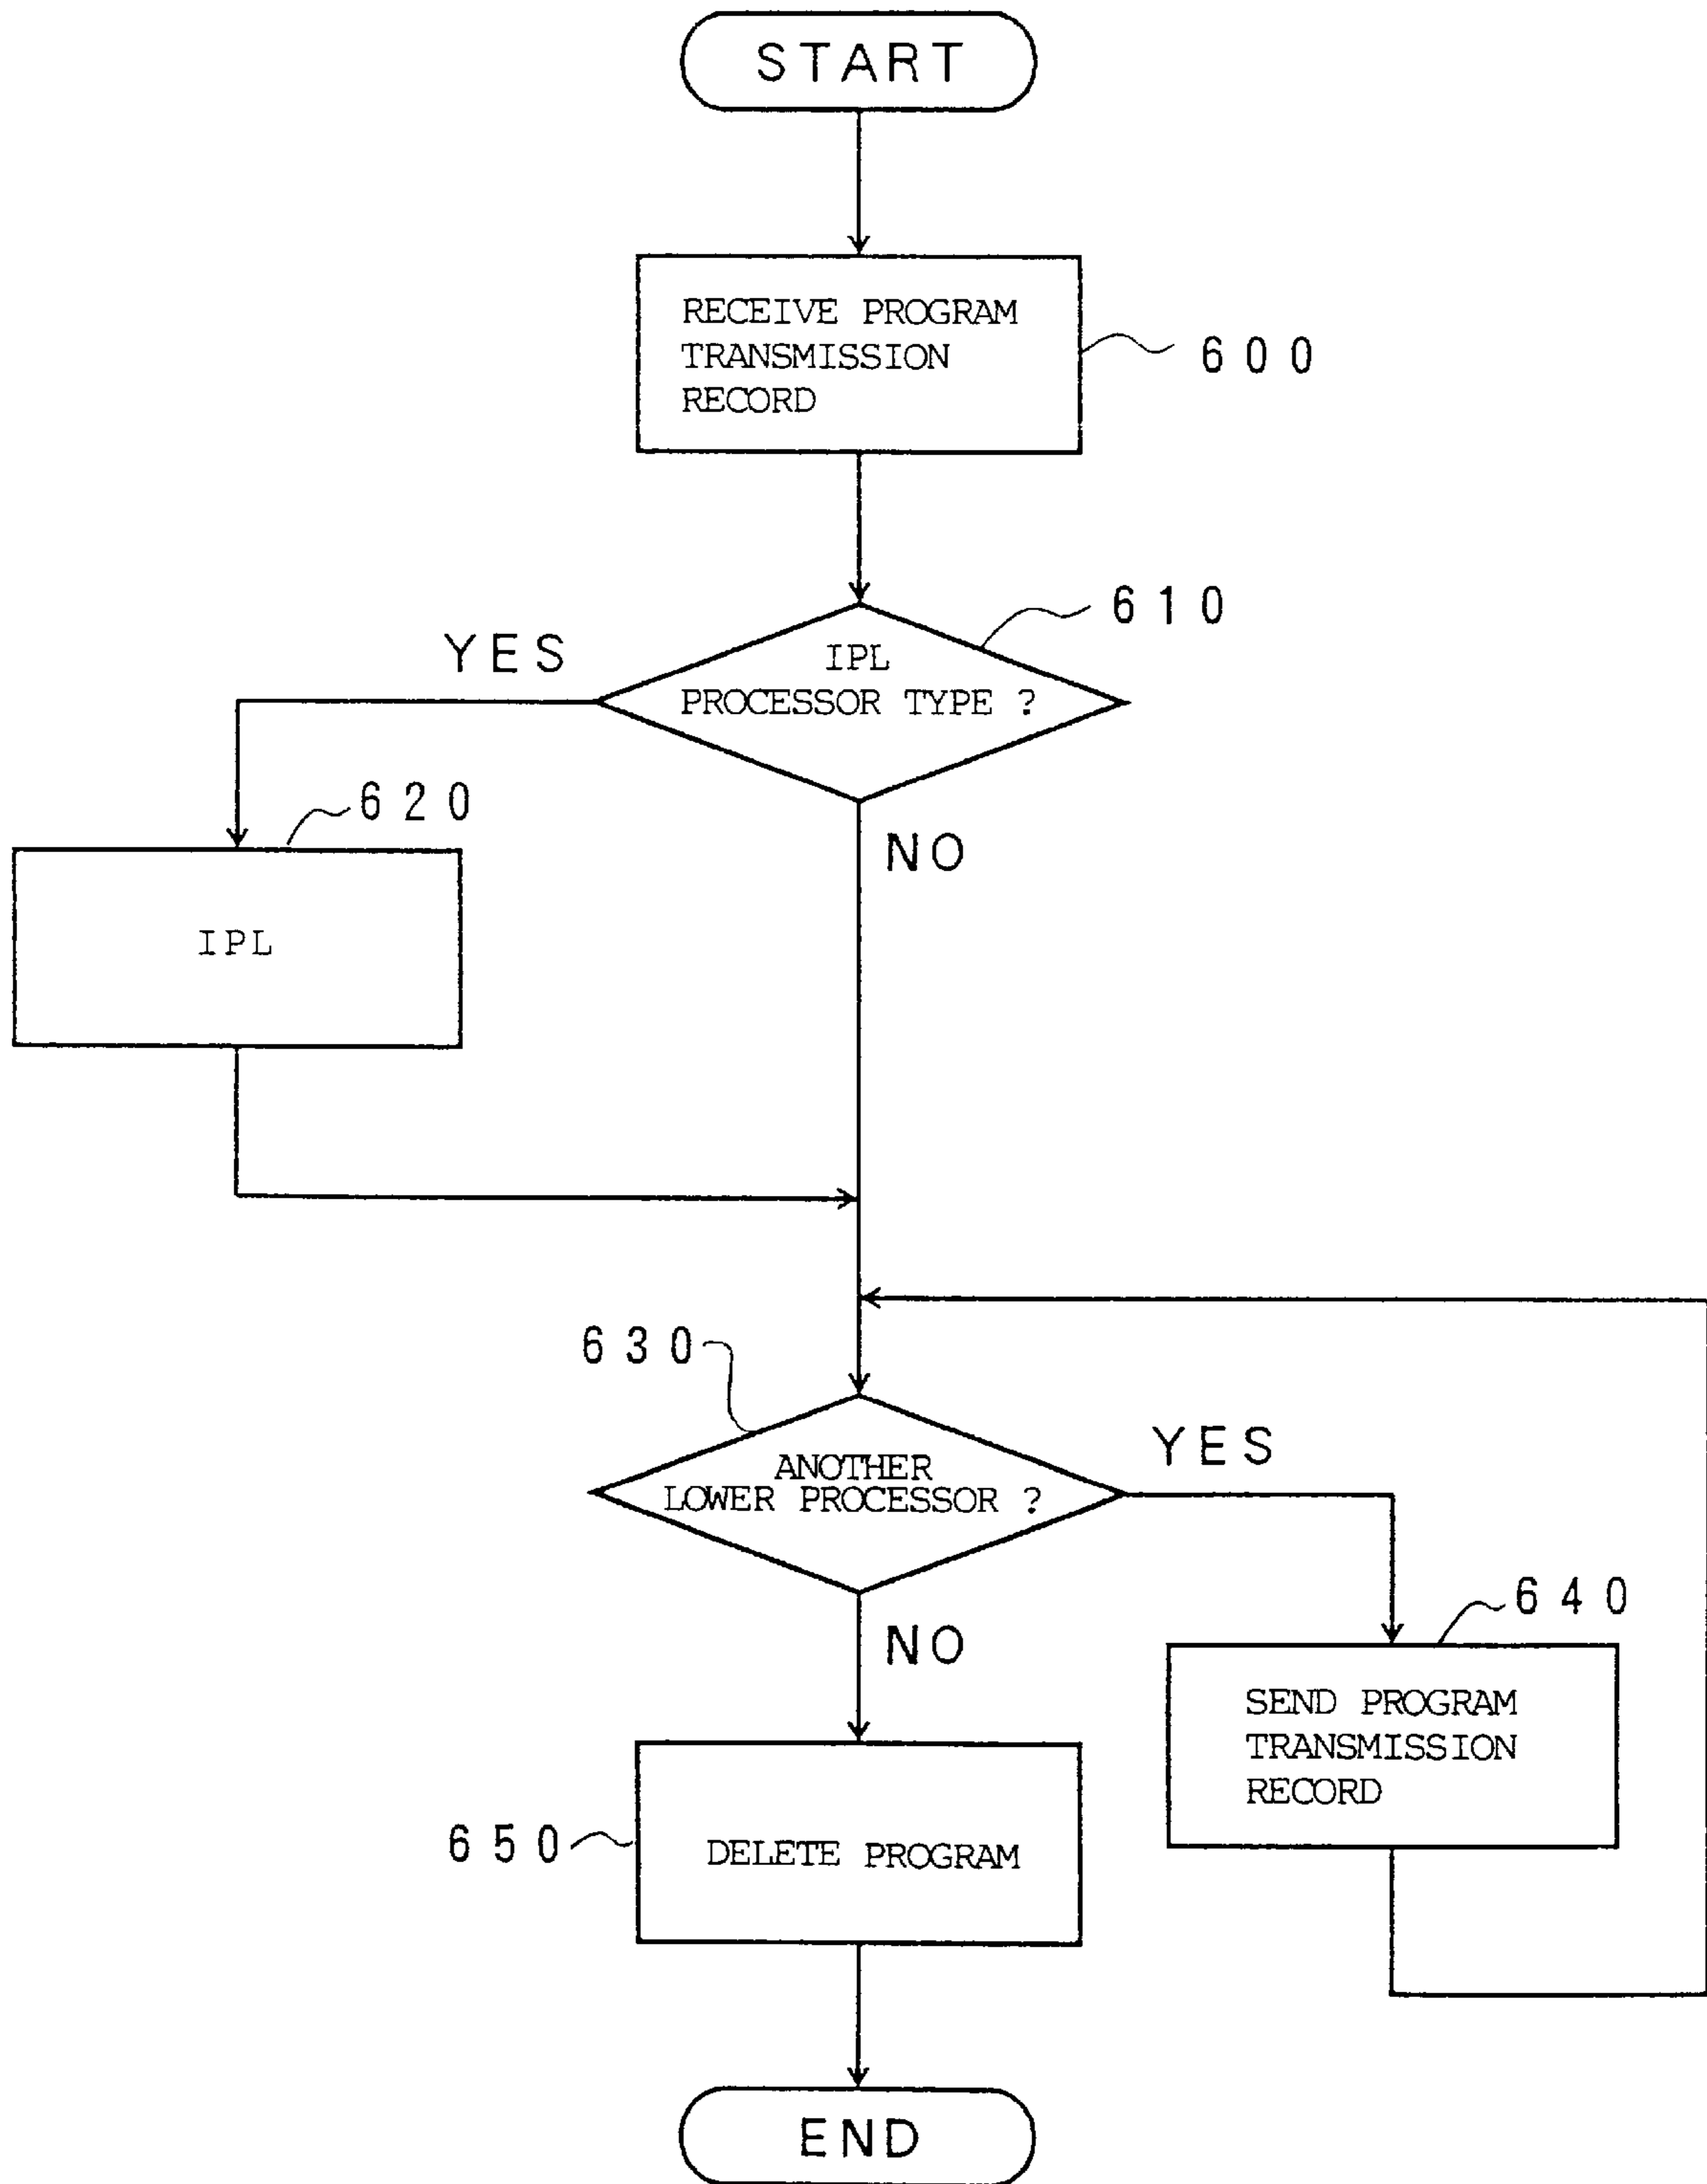 START
RECEIVE PROGRAM
TRANSMISSION
RECORD
600
610
YES
IPL
PROCESSOR TYPE ?
620
NO
IPL
630
YES
ANOTHER
LOWER PROCESSOR ?
640
NO
SEND PROGRAM
TRANSMISSION
RECORD
650
DELETE PROGRAM
END